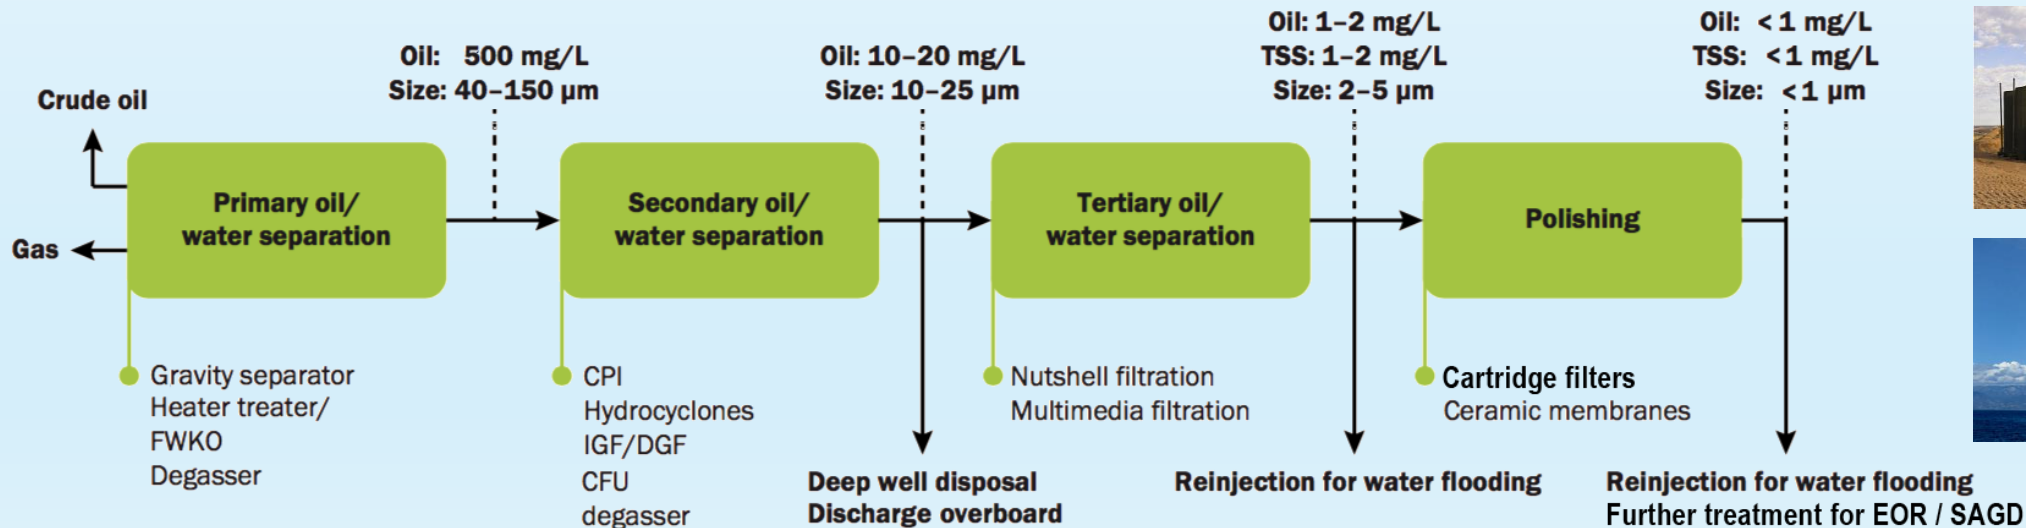 Crude oil
Gas
Oil: 500 mg/L
Size: 40–150 µm
Oil: 10–20 mg/L
Size: 10–25 µm
Oil: 1–2 mg/L
TSS: 1–2 mg/L
Size: 2–5 µm
Oil: < 1 mg/L
TSS: < 1 mg/L
Size: < 1 µm
Primary oil/
water separation
Secondary oil/
water separation
Tertiary oil/
water separation
Polishing
Gravity separator
Heater treater/
FWKO
Degasser
CPI
Hydrocyclones
IGF/DGF
CFU
degasser
Deep well disposal
Discharge overboard
Nutshell filtration
Multimedia filtration
Reinjection for water flooding
Cartridge filters
Ceramic membranes
Reinjection for water flooding
Further treatment for EOR / SAGD